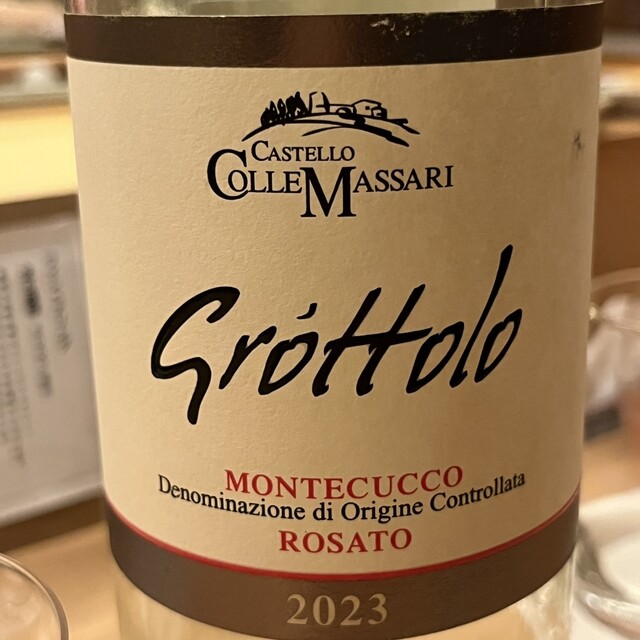 CASTELLO
COLLEMASSARI
Gróttolo
MONTECUCCO
Denominazione di Origine Controllata
ROSATO
2023